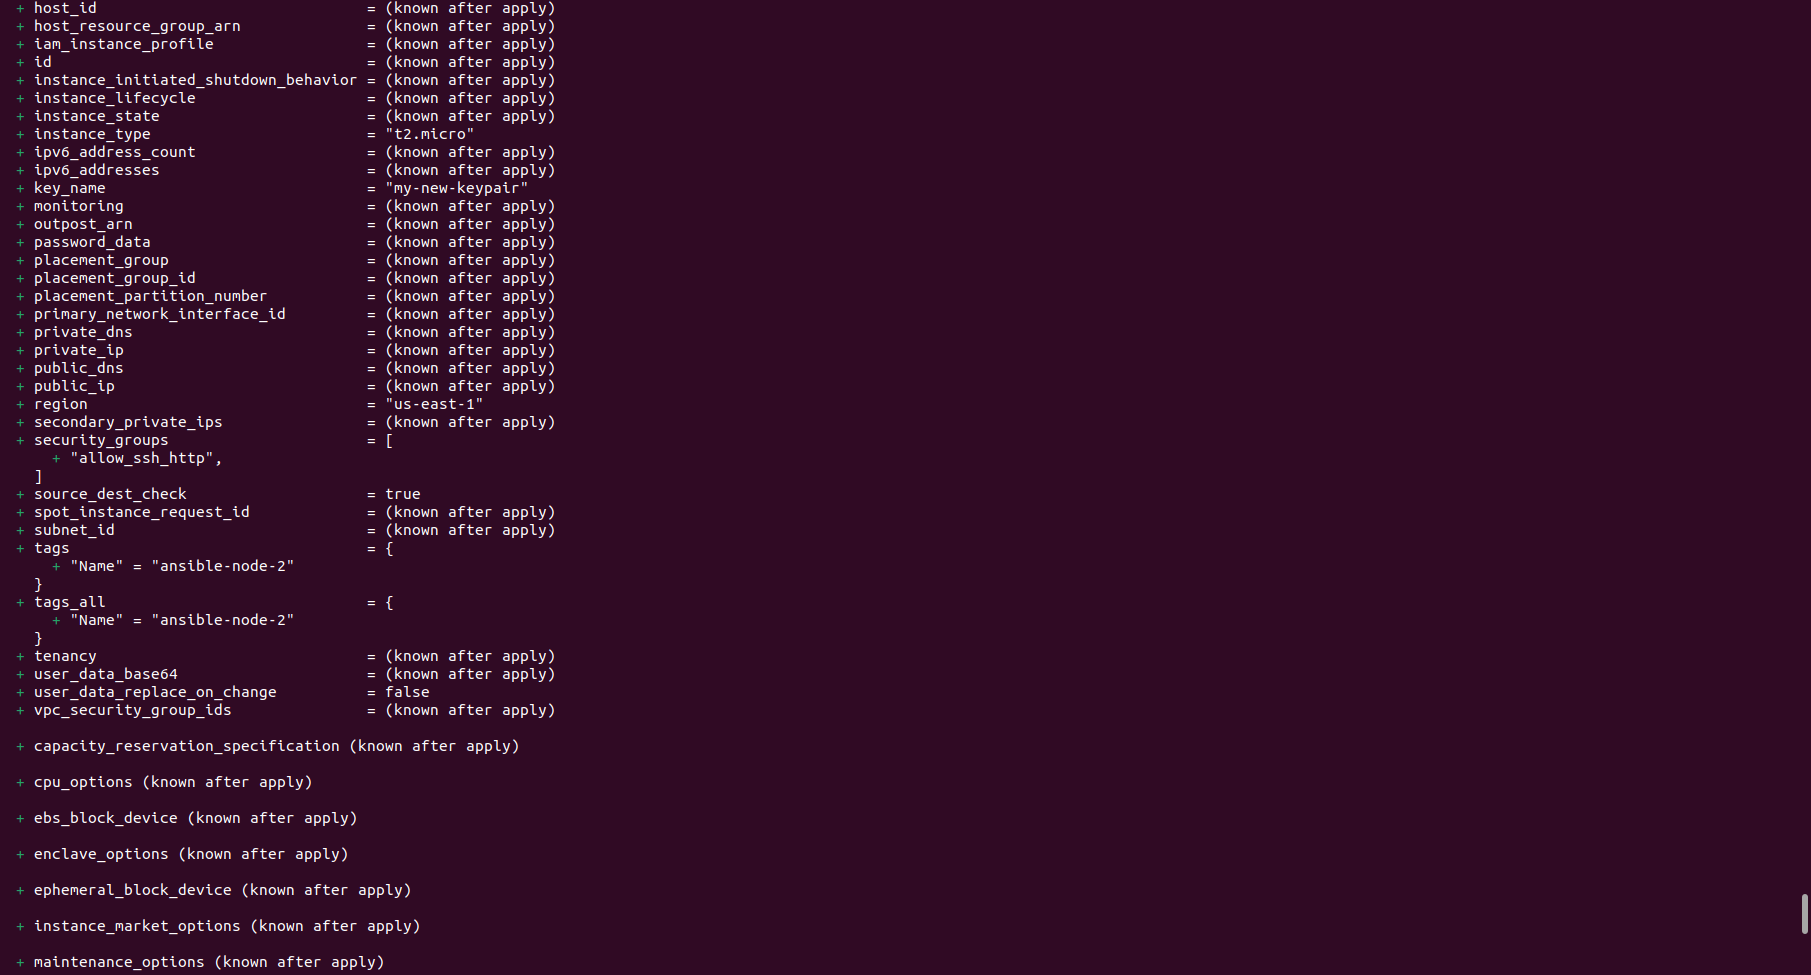 + host_id                              = (known after apply)
+ host_resource_group_arn              = (known after apply)
+ iam_instance_profile                 = (known after apply)
+ id                                   = (known after apply)
+ instance_initiated_shutdown_behavior = (known after apply)
+ instance_lifecycle                   = (known after apply)
+ instance_state                       = (known after apply)
+ instance_type                        = "t2.micro"
+ ipv6_address_count                   = (known after apply)
+ ipv6_addresses                       = (known after apply)
+ key_name                             = "my-new-keypair"
+ monitoring                           = (known after apply)
+ outpost_arn                          = (known after apply)
+ password_data                        = (known after apply)
+ placement_group                      = (known after apply)
+ placement_group_id                   = (known after apply)
+ placement_partition_number           = (known after apply)
+ primary_network_interface_id         = (known after apply)
+ private_dns                          = (known after apply)
+ private_ip                           = (known after apply)
+ public_dns                           = (known after apply)
+ public_ip                            = (known after apply)
+ region                               = "us-east-1"
+ secondary_private_ips                = (known after apply)
+ security_groups                      = [
    + "allow_ssh_http",
  ]
+ source_dest_check                    = true
+ spot_instance_request_id             = (known after apply)
+ subnet_id                            = (known after apply)
+ tags                                 = {
    + "Name" = "ansible-node-2"
  }
+ tags_all                             = {
    + "Name" = "ansible-node-2"
  }
+ tenancy                              = (known after apply)
+ user_data_base64                     = (known after apply)
+ user_data_replace_on_change          = false
+ vpc_security_group_ids               = (known after apply)

+ capacity_reservation_specification (known after apply)

+ cpu_options (known after apply)

+ ebs_block_device (known after apply)

+ enclave_options (known after apply)

+ ephemeral_block_device (known after apply)

+ instance_market_options (known after apply)

+ maintenance_options (known after apply)